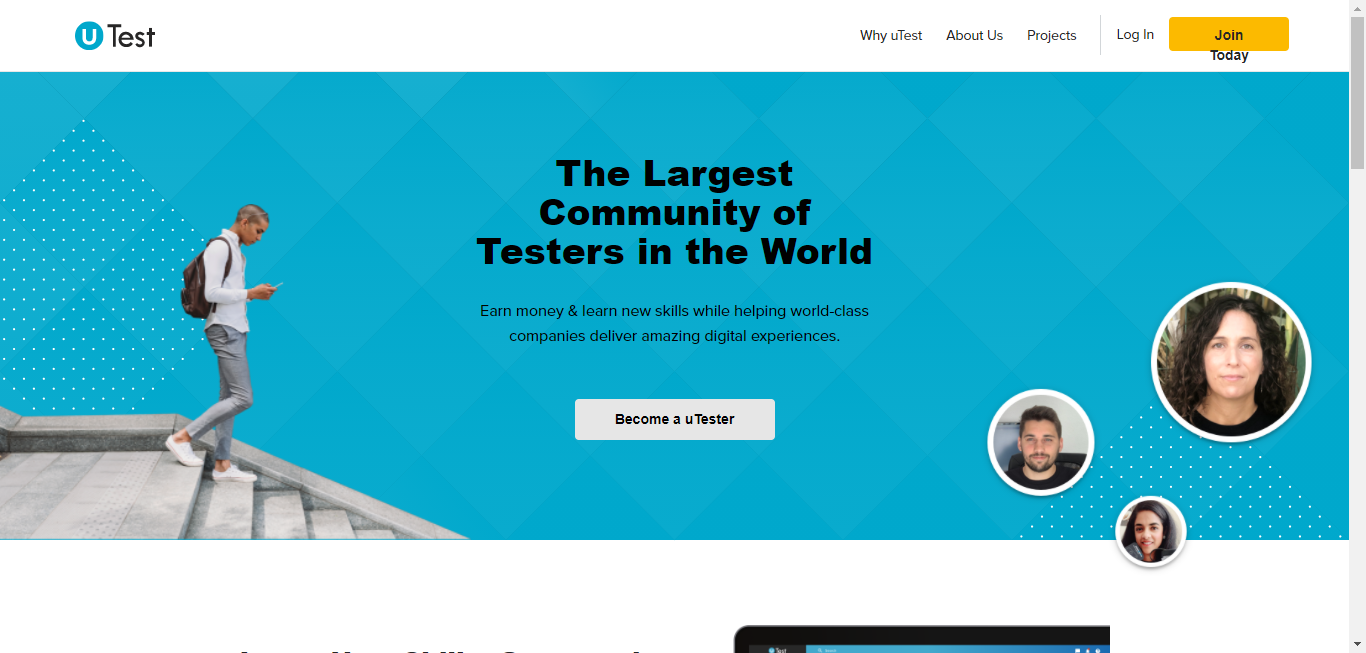 uTest
Why uTest
About Us
Projects
Log In
Join
Today
The Largest
Community of
Testers in the World
Earn money & learn new skills while helping world-class
companies deliver amazing digital experiences.
Become a uTester